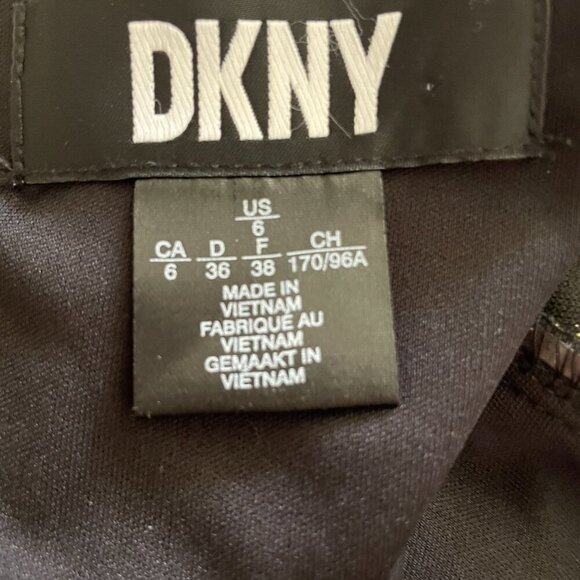 DKNY
US
6
CA D F CH
6 36 38 170/96A
MADE IN
VIETNAM
FABRIQUÉ AU
VIETNAM
GEMAAKT IN
VIETNAM